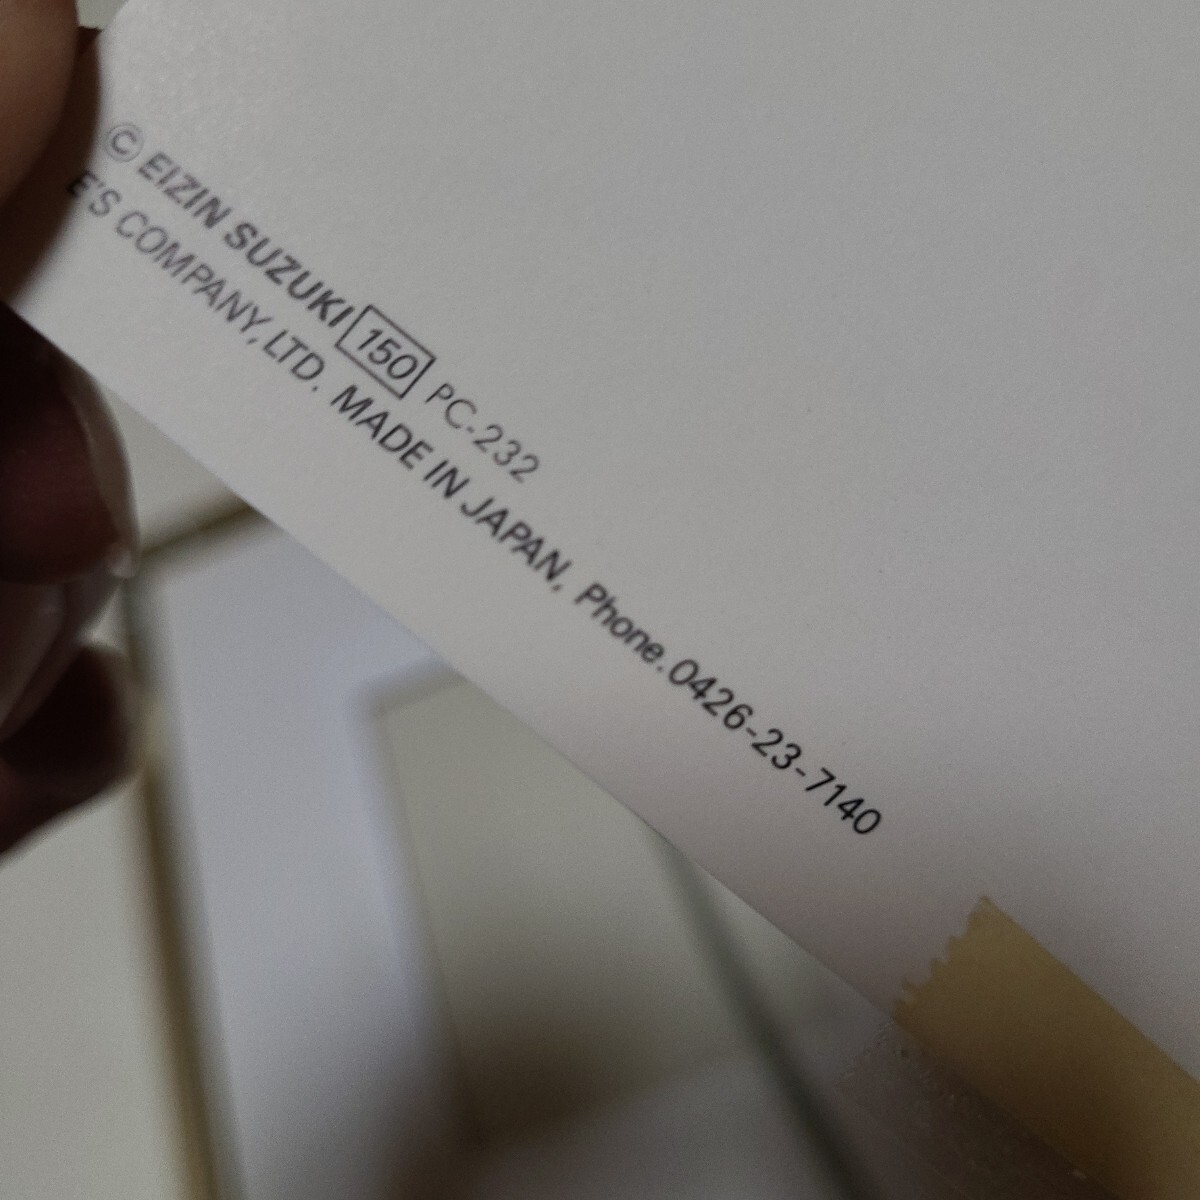 © EIZIN SUZUKI 150 PC-232
E'S COMPANY, LTD. MADE IN JAPAN, Phone. 0426-23-7140